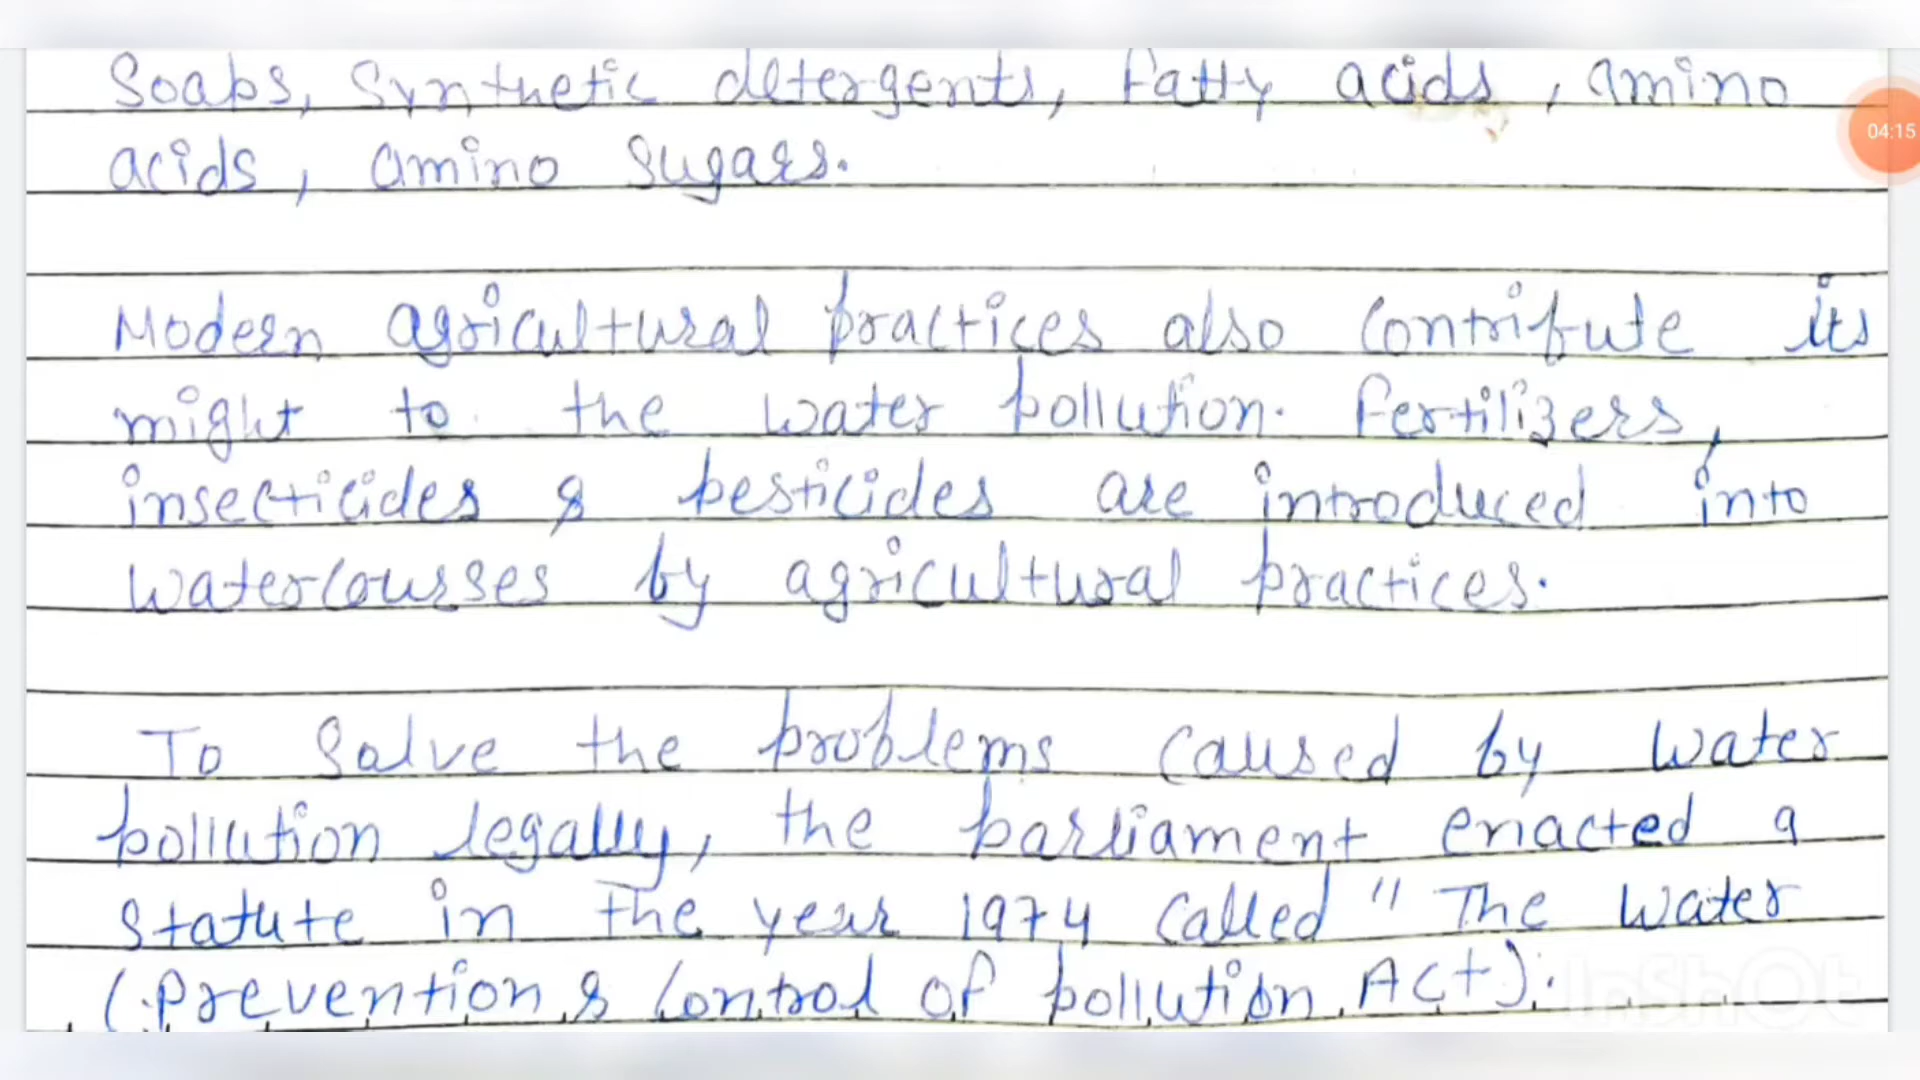 Soaps, Synthetic detergents, Fatty acids, amino
04:15
acids, amino sugars.
Modern agricultural practices also contribute its
might to the water pollution. Fertilizers,
insecticides & pesticides are introduced into
watercourses by agricultural practices.
To Solve the problems caused by water
pollution legally, the parliament enacted a
statute in the year 1974 called "The Water
(Prevention & Control of pollution Act).
InShOt